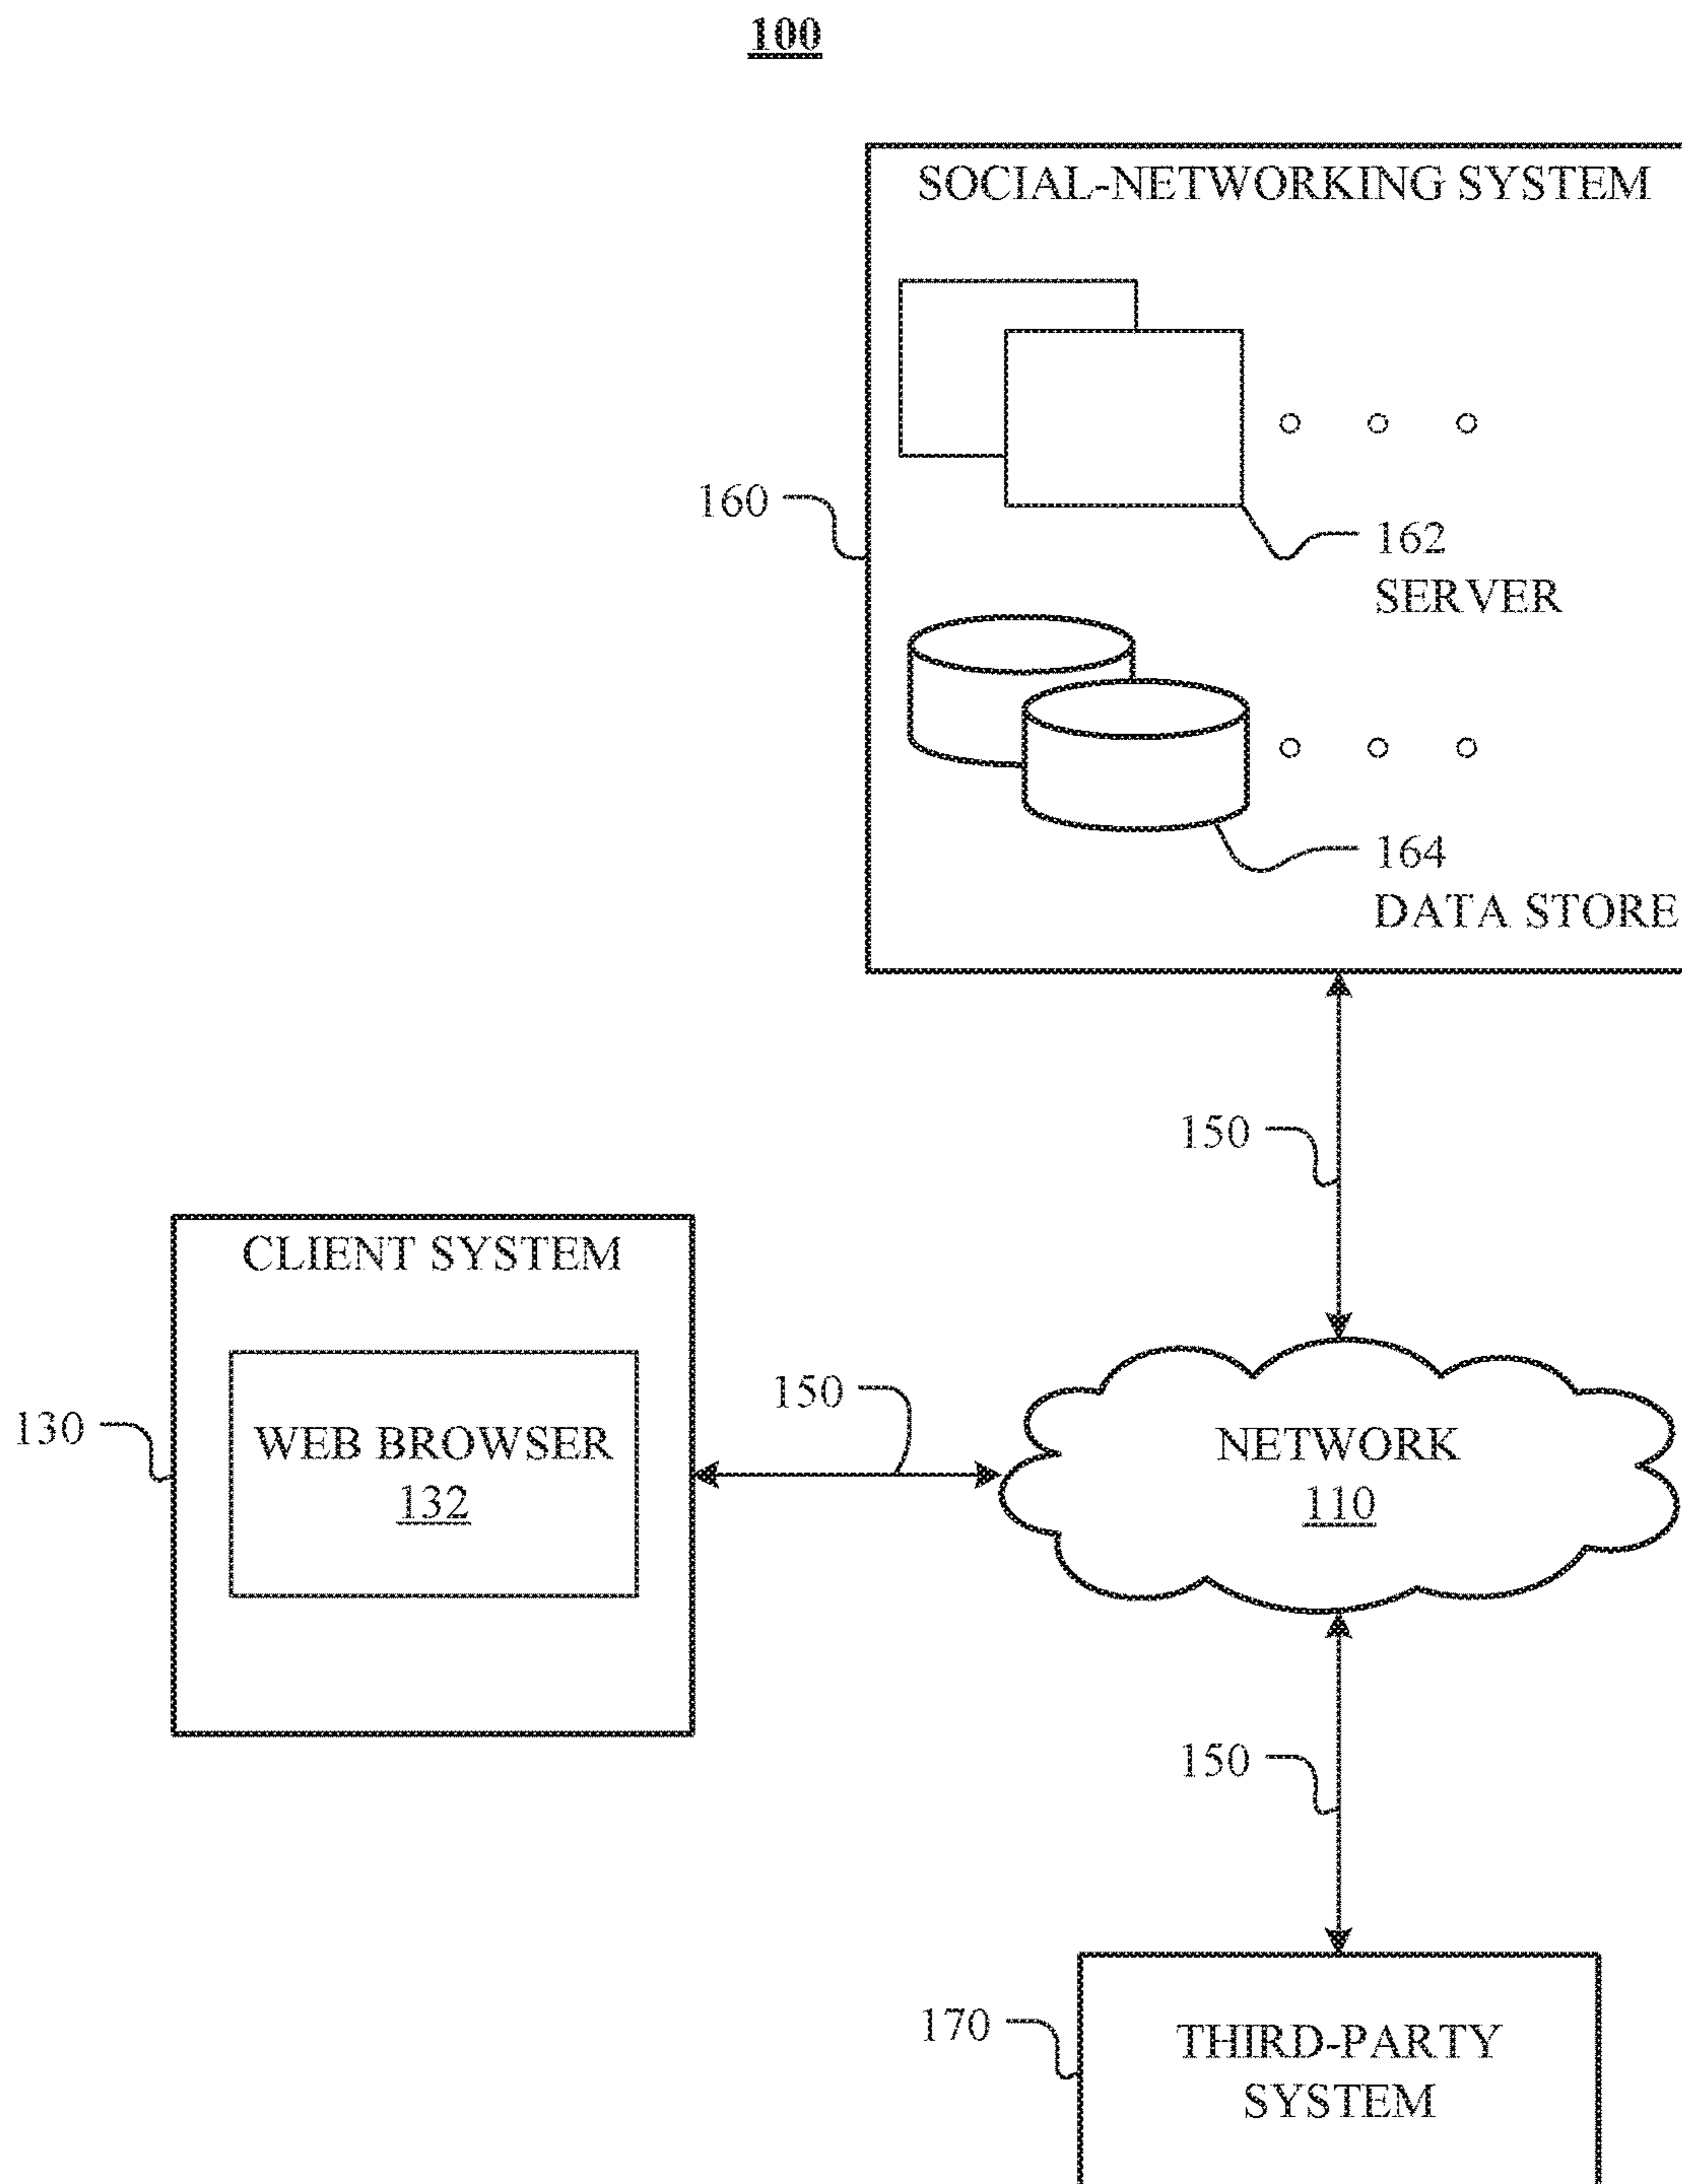 100
SOCIAL-NETWORKING SYSTEM
160
162
SERVER
164
DATA STORE
150
CLIENT SYSTEM
150
130
WEB BROWSER
132
NETWORK
110
150
170
THIRD-PARTY
SYSTEM